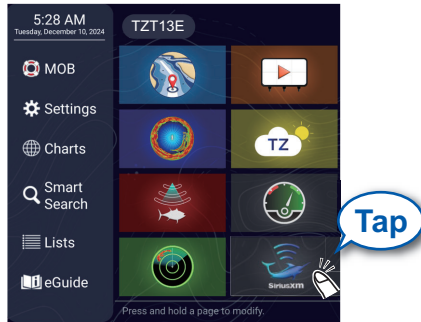 5:28 AM
Tuesday, December 10, 2024
MOB
Settings
Charts
Smart
Search
Lists
eGuide
TZT13E
TZ
SiriusXM
Press and hold a page to modify.
Tap